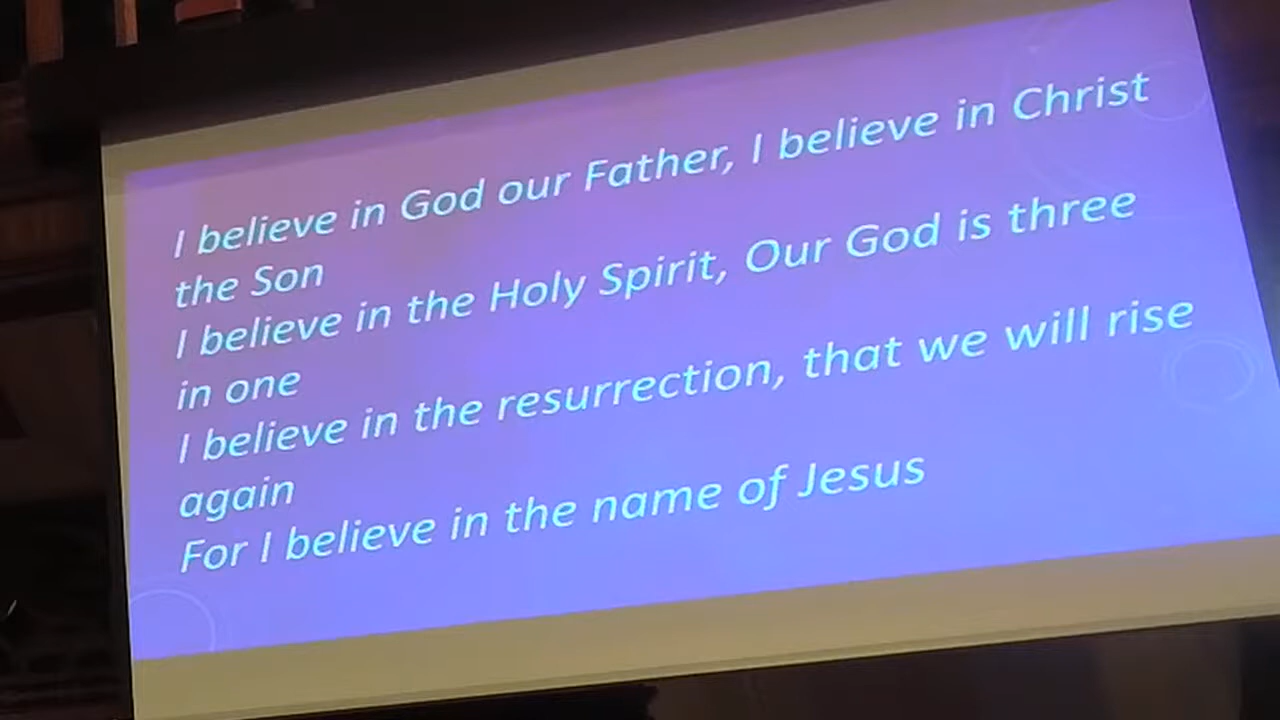 I believe in God our Father, I believe in Christ
the Son
I believe in the Holy Spirit, Our God is three
in one
I believe in the resurrection, that we will rise
again
For I believe in the name of Jesus